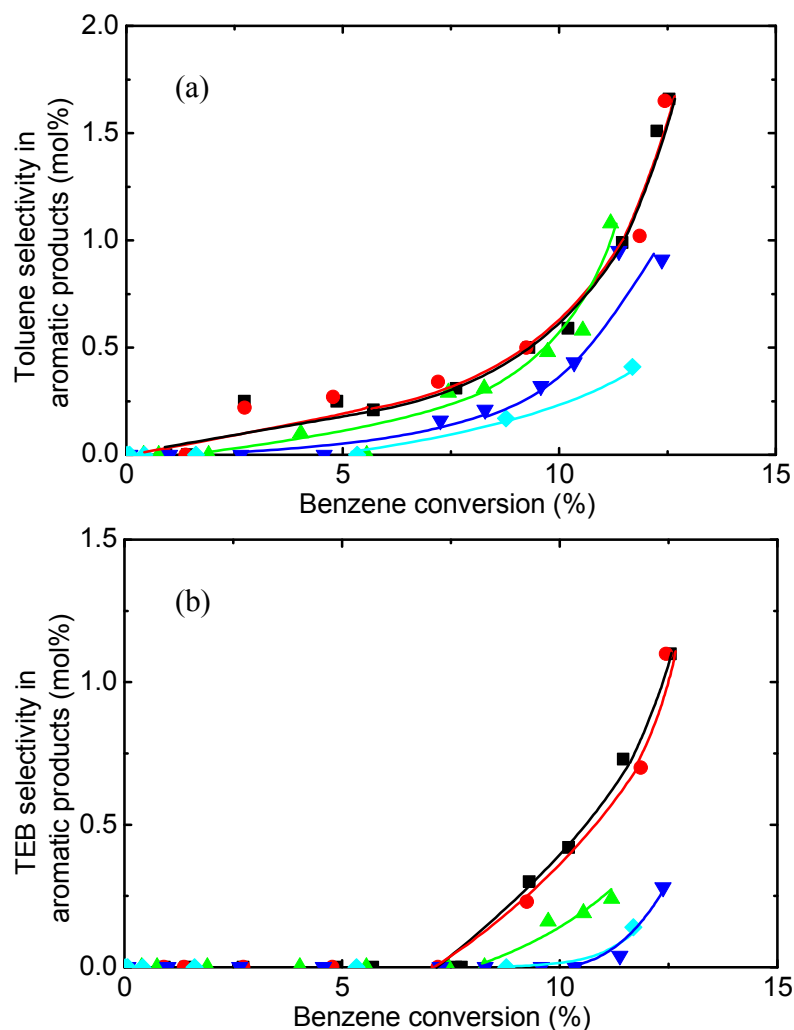 2.0
(a)
1.5
1.0
0.5
0.0
0
5
10
15
Toluene selectivity in
aromatic products (mol%)
Benzene conversion (%)
1.5
(b)
1.0
0.5
0.0
0
5
10
15
TEB selectivity in
aromatic products (mol%)
Benzene conversion (%)